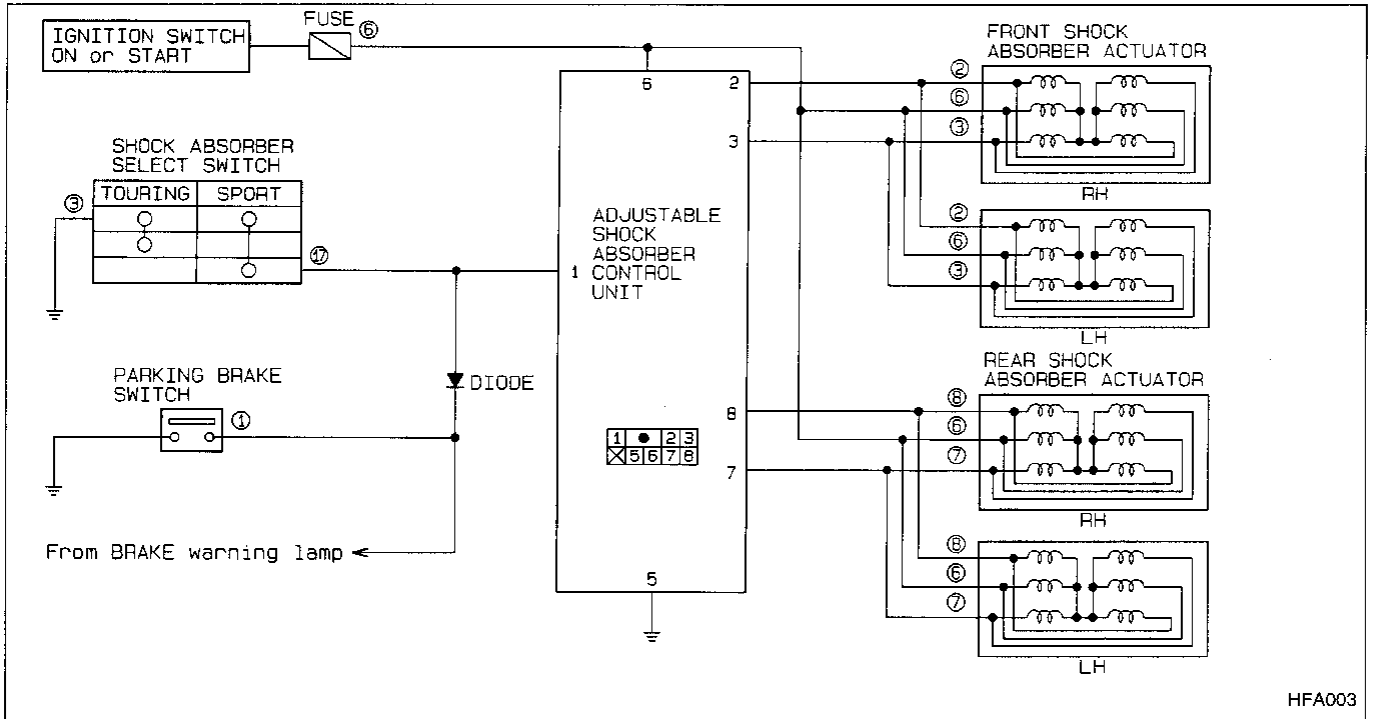 FUSE ⑥
IGNITION SWITCH
ON or START
FRONT SHOCK
ABSORBER ACTUATOR
6
2
②
⑥
3
③
RH
SHOCK ABSORBER
SELECT SWITCH
TOURING SPORT
③
⑰
②
⑥
③
LH
ADJUSTABLE
SHOCK
ABSORBER
1 CONTROL
UNIT
PARKING BRAKE
SWITCH
①
DIODE
REAR SHOCK
ABSORBER ACTUATOR
8
⑧
⑥
7
⑦
RH
1 2 3
5 6 7 8
From BRAKE warning lamp
5
⑧
⑥
⑦
LH
HFA003